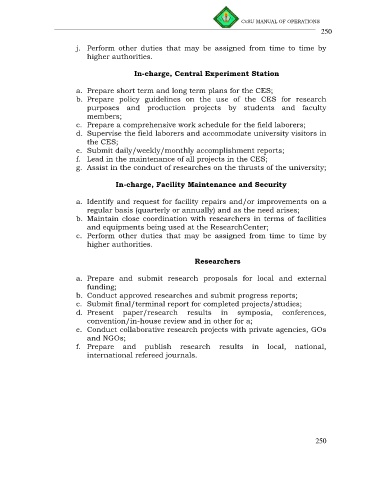 CvSU MANUAL OF OPERATIONS
250
j. Perform other duties that may be assigned from time to time by
higher authorities.
In-charge, Central Experiment Station
a. Prepare short term and long term plans for the CES;
b. Prepare policy guidelines on the use of the CES for research
purposes and production projects by students and faculty
members;
c. Prepare a comprehensive work schedule for the field laborers;
d. Supervise the field laborers and accommodate university visitors in
the CES;
e. Submit daily/weekly/monthly accomplishment reports;
f. Lead in the maintenance of all projects in the CES;
g. Assist in the conduct of researches on the thrusts of the university;
In-charge, Facility Maintenance and Security
a. Identify and request for facility repairs and/or improvements on a
regular basis (quarterly or annually) and as the need arises;
b. Maintain close coordination with researchers in terms of facilities
and equipments being used at the ResearchCenter;
c. Perform other duties that may be assigned from time to time by
higher authorities.
Researchers
a. Prepare and submit research proposals for local and external
funding;
b. Conduct approved researches and submit progress reports;
c. Submit final/terminal report for completed projects/studies;
d. Present paper/research results in symposia, conferences,
convention/in-house review and in other for a;
e. Conduct collaborative research projects with private agencies, GOs
and NGOs;
f. Prepare and publish research results in local, national,
international refereed journals.
250